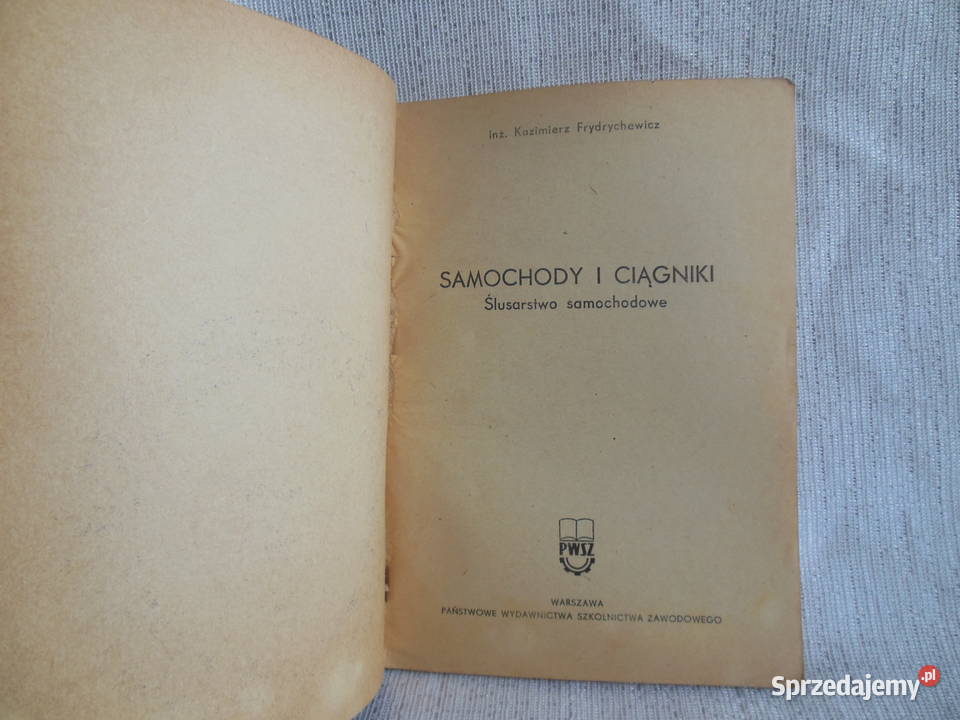 Inż. Kazimierz Frydrychewicz
SAMOCHODY I CIĄGNIKI
Ślusarstwo samochodowe
PWSZ
WARSZAWA
PAŃSTWOWE WYDAWNICTWA SZKOLNICTWA ZAWODOWEGO
Sprzedajemy.pl